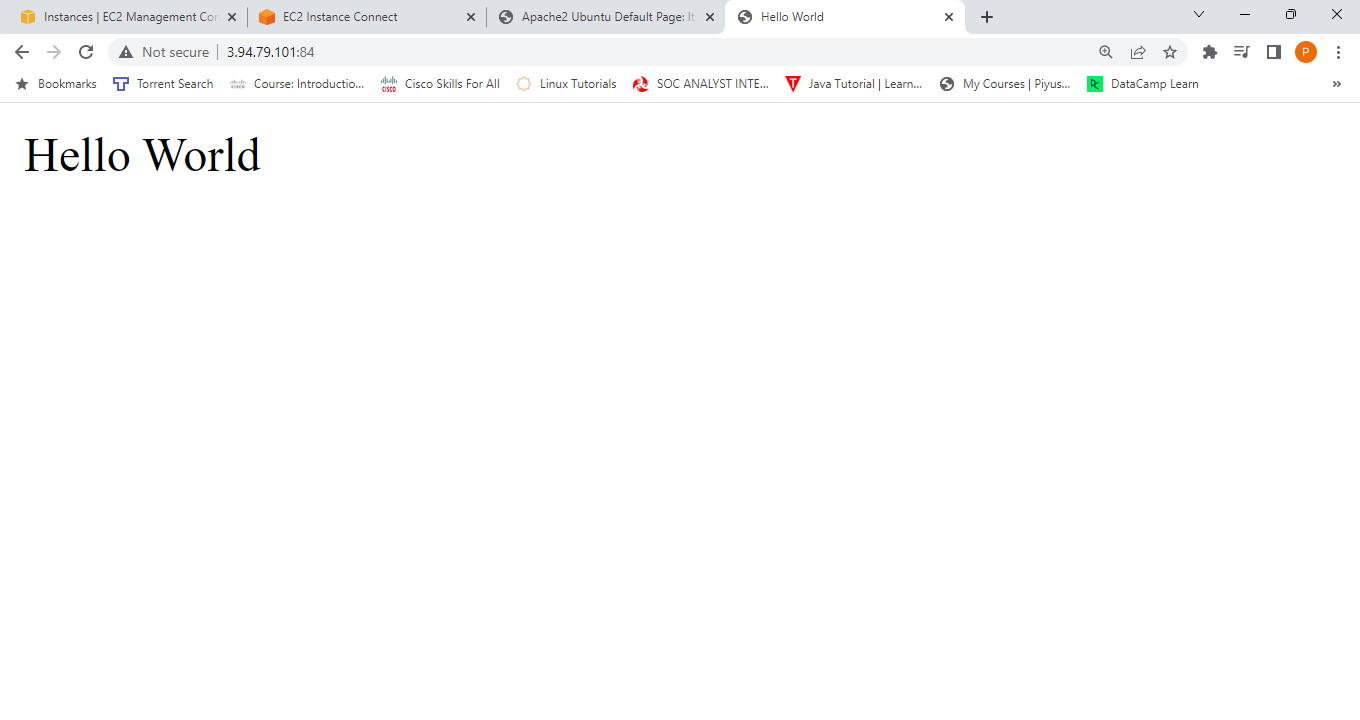 Instances | EC2 Management Con
EC2 Instance Connect
Apache2 Ubuntu Default Page: It
Hello World
Not secure | 3.94.79.101:84
P
Bookmarks
Torrent Search
Course: Introductio...
CISCO
Cisco Skills For All
Linux Tutorials
SOC ANALYST INTE...
Java Tutorial | Learn...
My Courses | Piyus...
DataCamp Learn
»
Hello World